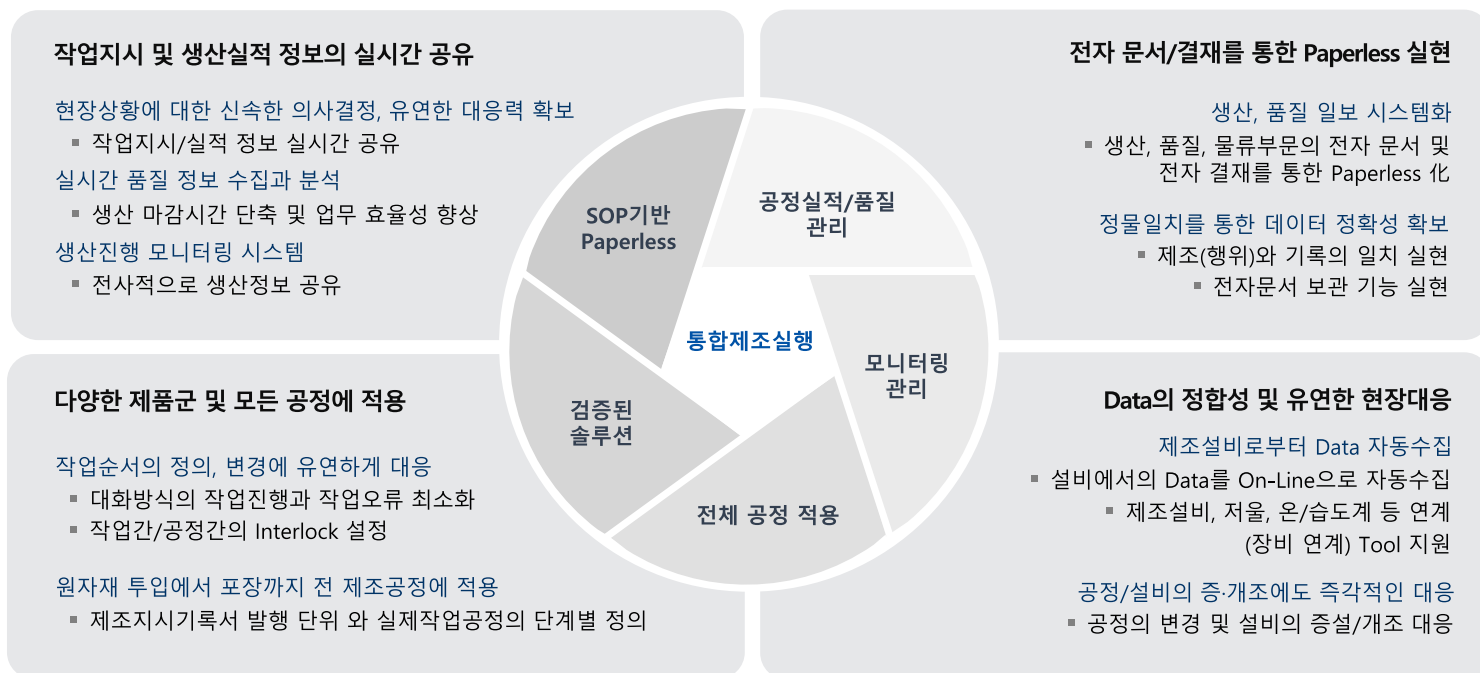 작업지시 및 생산실적 정보의 실시간 공유
현장상황에 대한 신속한 의사결정, 유연한 대응력 확보
▪ 작업지시/실적 정보 실시간 공유
실시간 품질 정보 수집과 분석
▪ 생산 마감시간 단축 및 업무 효율성 향상
생산진행 모니터링 시스템
▪ 전사적으로 생산정보 공유
전자 문서/결재를 통한 Paperless 실현
생산, 품질 일보 시스템화
▪ 생산, 품질, 물류부문의 전자 문서 및
전자 결재를 통한 Paperless 化
정물일치를 통한 데이터 정확성 확보
▪ 제조(행위)와 기록의 일치 실현
▪ 전자문서 보관 기능 실현
SOP기반
Paperless
공정실적/품질
관리
통합제조실행
모니터링
관리
검증된
솔루션
전체 공정 적용
다양한 제품군 및 모든 공정에 적용
작업순서의 정의, 변경에 유연하게 대응
▪ 대화방식의 작업진행과 작업오류 최소화
▪ 작업간/공정간의 Interlock 설정
원자재 투입에서 포장까지 전 제조공정에 적용
▪ 제조지시기록서 발행 단위 와 실제작업공정의 단계별 정의
Data의 정합성 및 유연한 현장대응
제조설비로부터 Data 자동수집
▪ 설비에서의 Data를 On-Line으로 자동수집
▪ 제조설비, 저울, 온/습도계 등 연계
(장비 연계) Tool 지원
공정/설비의 증·개조에도 즉각적인 대응
▪ 공정의 변경 및 설비의 증설/개조 대응